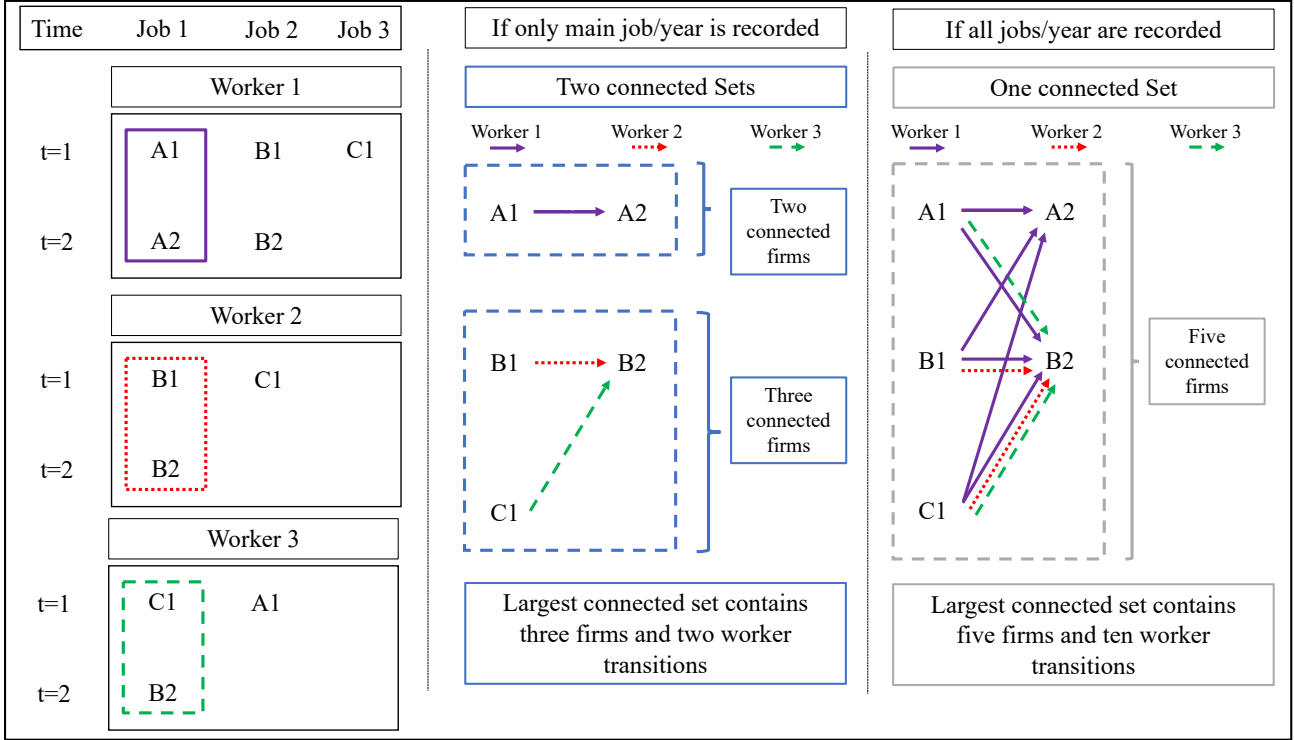 Time Job 1 Job 2 Job 3
Worker 1
t=1 A1 B1 C1
t=2 A2 B2
Worker 2
t=1 B1 C1
t=2 B2
Worker 3
t=1 C1 A1
t=2 B2
If only main job/year is recorded
Two connected Sets
Worker 1 Worker 2 Worker 3
A1 A2
Two
connected
firms
B1 B2
C1
Three
connected
firms
Largest connected set contains
three firms and two worker
transitions
If all jobs/year are recorded
One connected Set
Worker 1 Worker 2 Worker 3
A1 A2
B1 B2
C1
Five
connected
firms
Largest connected set contains
five firms and ten worker
transitions